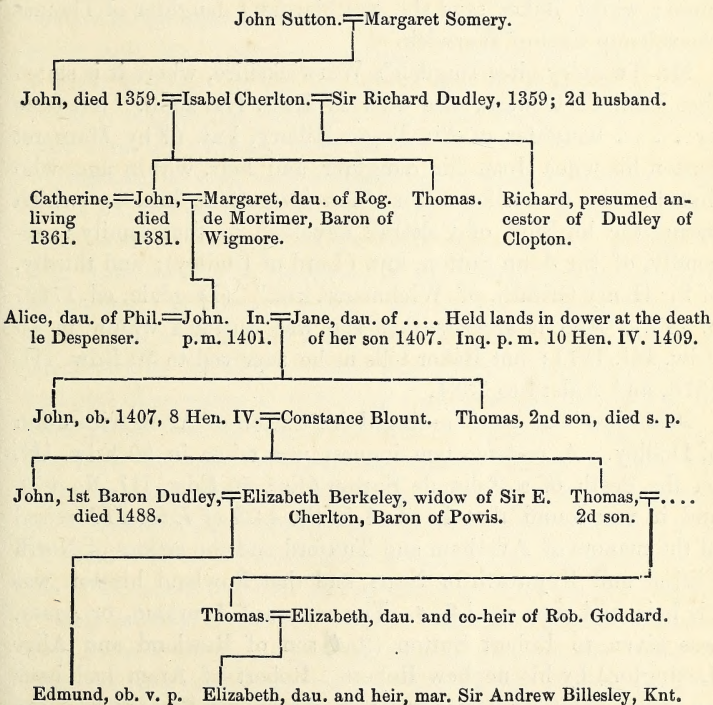 John Sutton.=Margaret Somery.
John, died 1359.=Isabel Cherlton.=Sir Richard Dudley, 1359; 2d husband.
Catherine,=John,=Margaret, dau. of Rog. Thomas. Richard, presumed an-
living died de Mortimer, Baron of cestor of Dudley of
1361. 1381. Wigmore. Clopton.
Alice, dau. of Phil.=John. In.=Jane, dau. of .... Held lands in dower at the death
le Despenser. p.m. 1401. of her son 1407. Inq. p. m. 10 Hen. IV. 1409.
John, ob. 1407, 8 Hen. IV.=Constance Blount. Thomas, 2nd son, died s. p.
John, 1st Baron Dudley,=Elizabeth Berkeley, widow of Sir E. Thomas,=....
died 1488. Cherlton, Baron of Powis. 2d son.
Thomas.=Elizabeth, dau. and co-heir of Rob. Goddard.
Edmund, ob. v. p. Elizabeth, dau. and heir, mar. Sir Andrew Billesley, Knt.